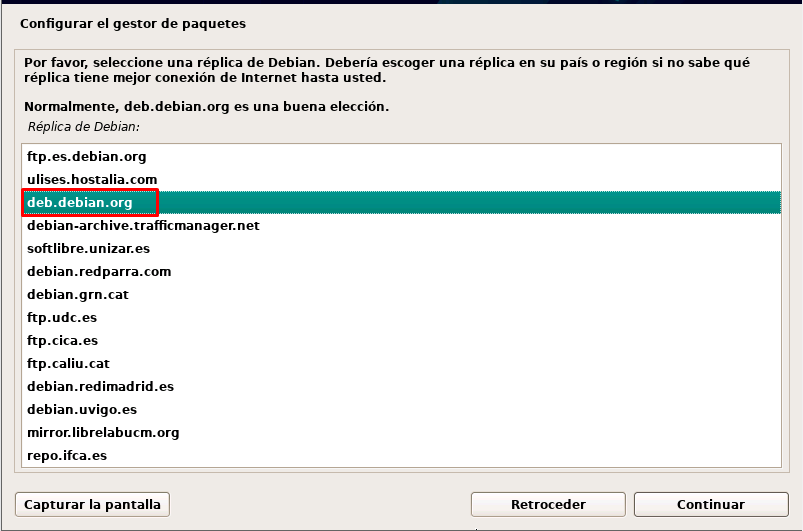 Configurar el gestor de paquetes
Por favor, seleccione una réplica de Debian. Debería escoger una réplica en su país o región si no sabe qué
réplica tiene mejor conexión de Internet hasta usted.
Normalmente, deb.debian.org es una buena elección.
Réplica de Debian:
ftp.es.debian.org
ulises.hostalia.com
deb.debian.org
debian-archive.trafficmanager.net
softlibre.unizar.es
debian.redparra.com
debian.grn.cat
ftp.udc.es
ftp.cica.es
ftp.caliu.cat
debian.redimadrid.es
debian.uvigo.es
mirror.librelabucm.org
repo.ifca.es
Capturar la pantalla
Retroceder
Continuar